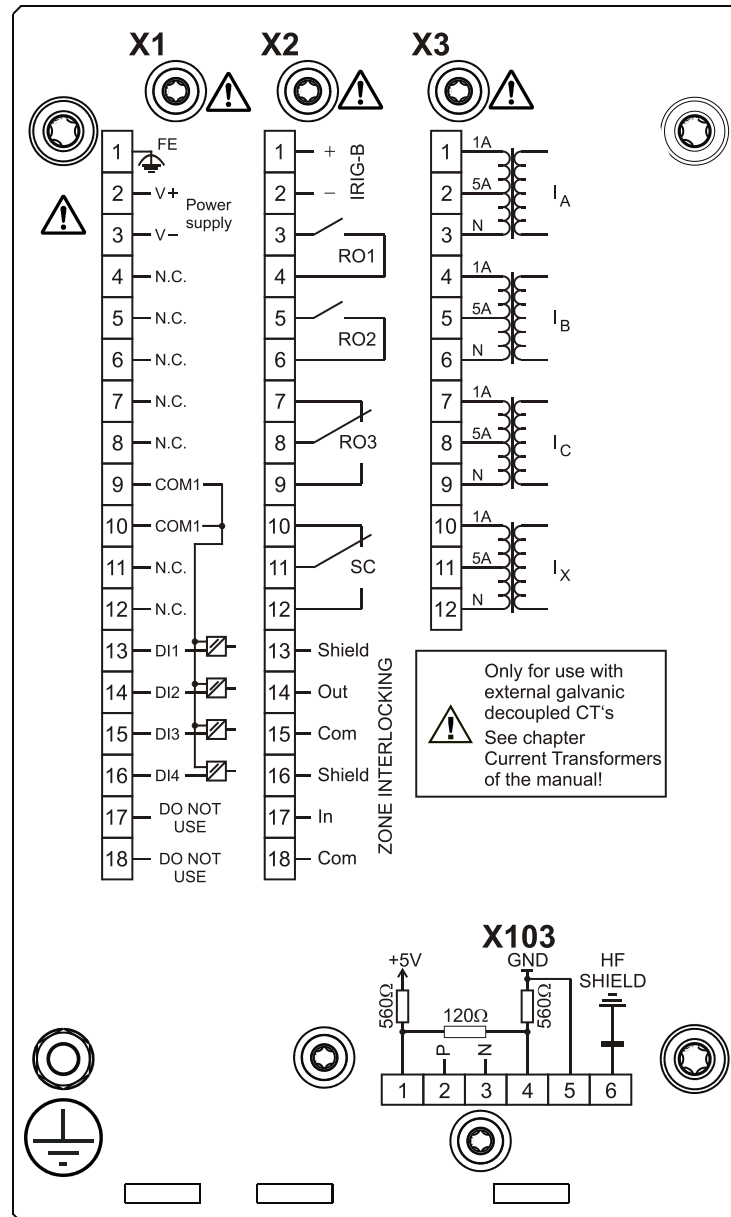 X1
1 FE
2 V+ Power
supply
3 V−
4 N.C.
5 N.C.
6 N.C.
7 N.C.
8 N.C.
9 COM1
10 COM1
11 N.C.
12 N.C.
13 DI1
14 DI2
15 DI3
16 DI4
17 DO NOT
USE
18 DO NOT
USE
X2
1 +
2 −
IRIG-B
3
RO1
4
5
RO2
6
7
8 RO3
9
10
11 SC
12
13 Shield
14 Out
15 Com
16 Shield
17 In
18 Com
ZONE INTERLOCKING
X3
1 1A
2 5A IA
3 N
4 1A
5 5A IB
6 N
7 1A
8 5A IC
9 N
10 1A
11 5A IX
12 N
Only for use with
external galvanic
decoupled CT‘s
See chapter
Current Transformers
of the manual!
X103
+5V GND HF
SHIELD
560Ω 120Ω 560Ω
P N
1 2 3 4 5 6